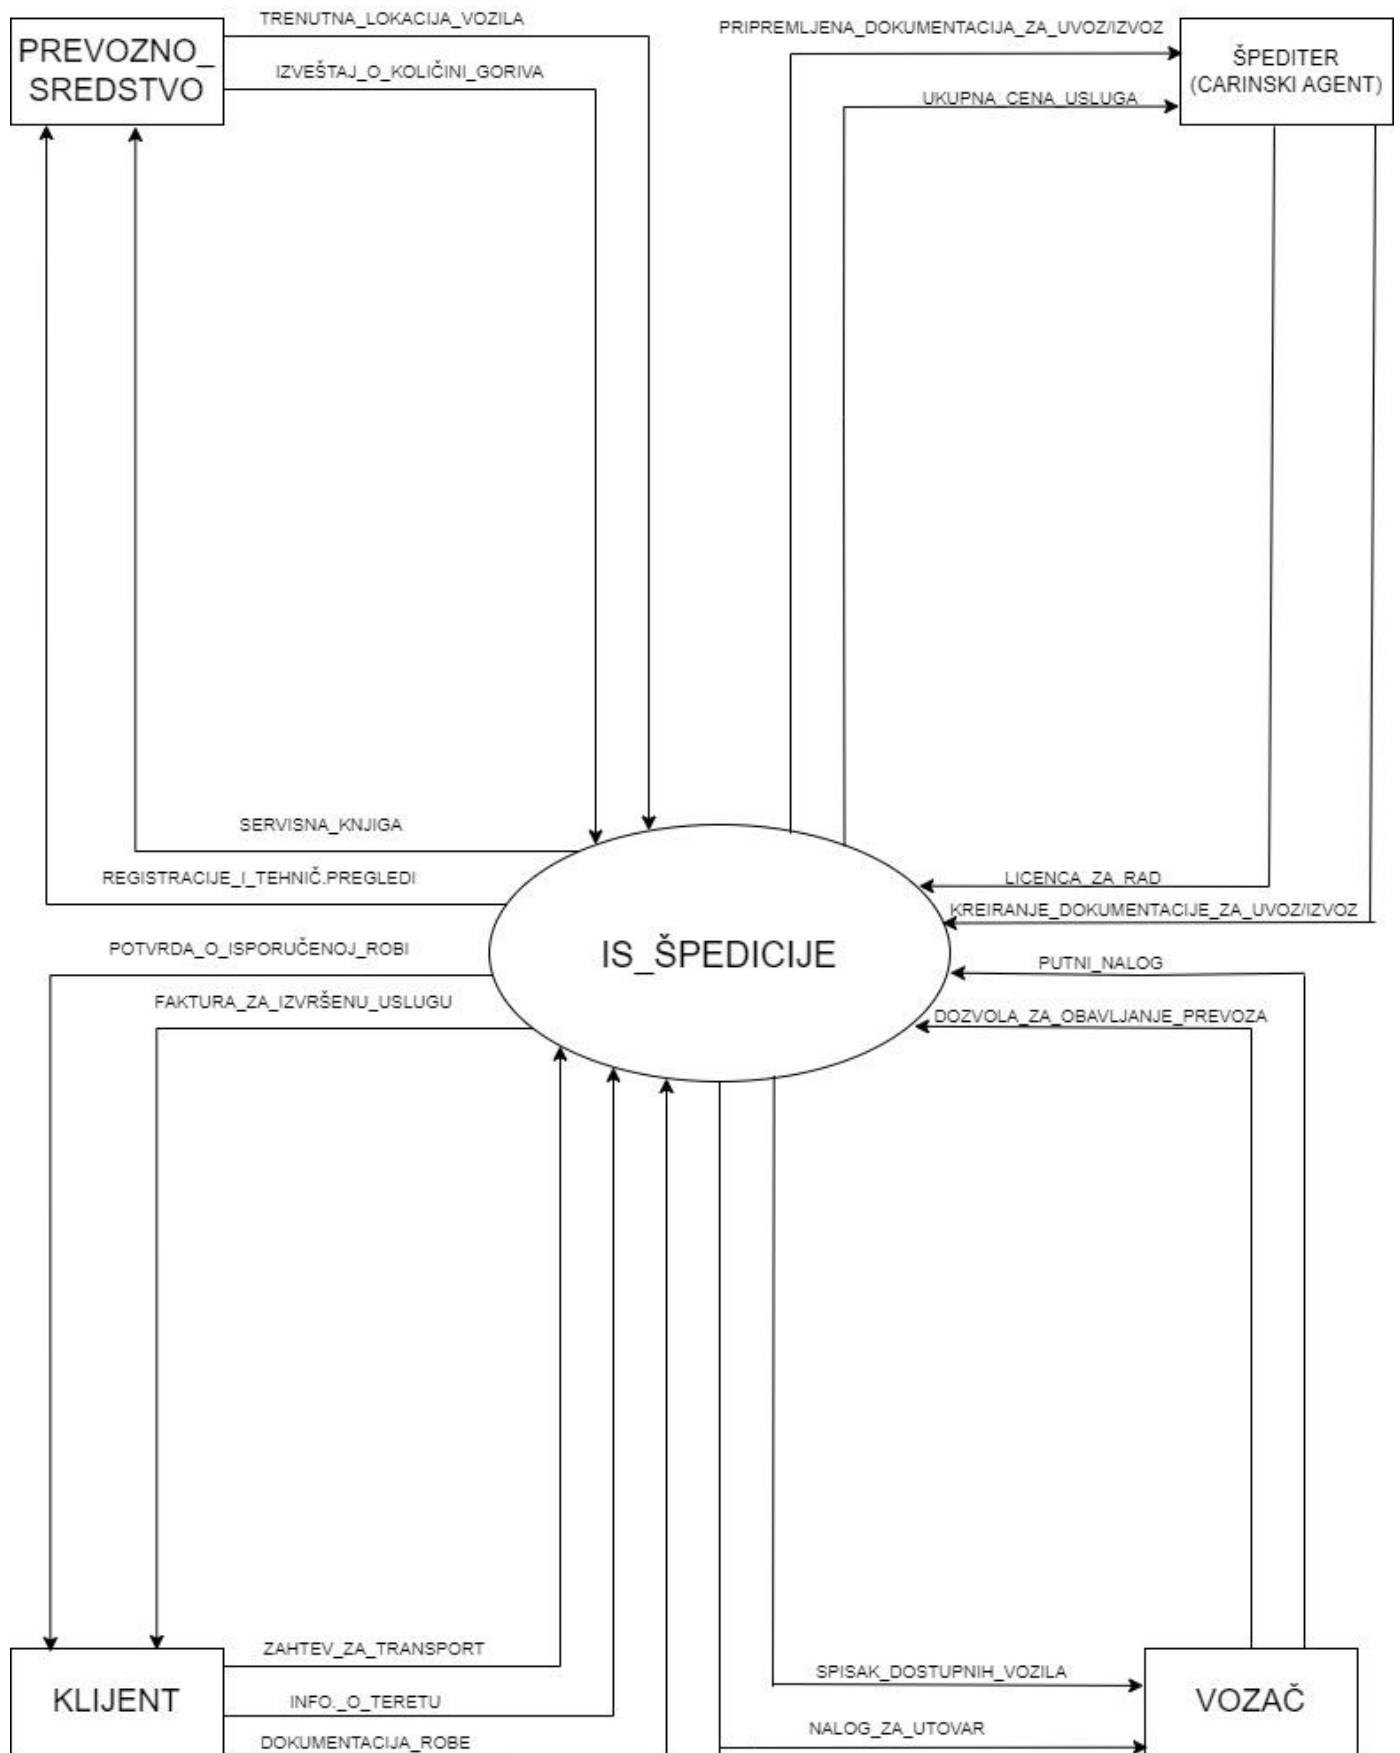 TRENUTNA_LOKACIJA_VOZILA
PREVOZNO_
SREDSTVO
IZVEŠTAJ_O_KOLIČINI_GORIVA
PRIPREMLJENA_DOKUMENTACIJA_ZA_UVOZ/IZVOZ
ŠPEDITER
(CARINSKI AGENT)
UKUPNA_CENA_USLUGA
SERVISNA_KNJIGA
REGISTRACIJE_I_TEHNIČ.PREGLEDI
LICENCA_ZA_RAD
KREIRANJE_DOKUMENTACIJE_ZA_UVOZ/IZVOZ
POTVRDA_O_ISPORUČENOJ_ROBI
IS_ŠPEDICIJE
PUTNI_NALOG
FAKTURA_ZA_IZVRŠENU_USLUGU
DOZVOLA_ZA_OBAVLJANJE_PREVOZA
ZAHTEV_ZA_TRANSPORT
KLIJENT
INFO._O_TERETU
DOKUMENTACIJA_ROBE
SPISAK_DOSTUPNIH_VOZILA
VOZAČ
NALOG_ZA_UTOVAR